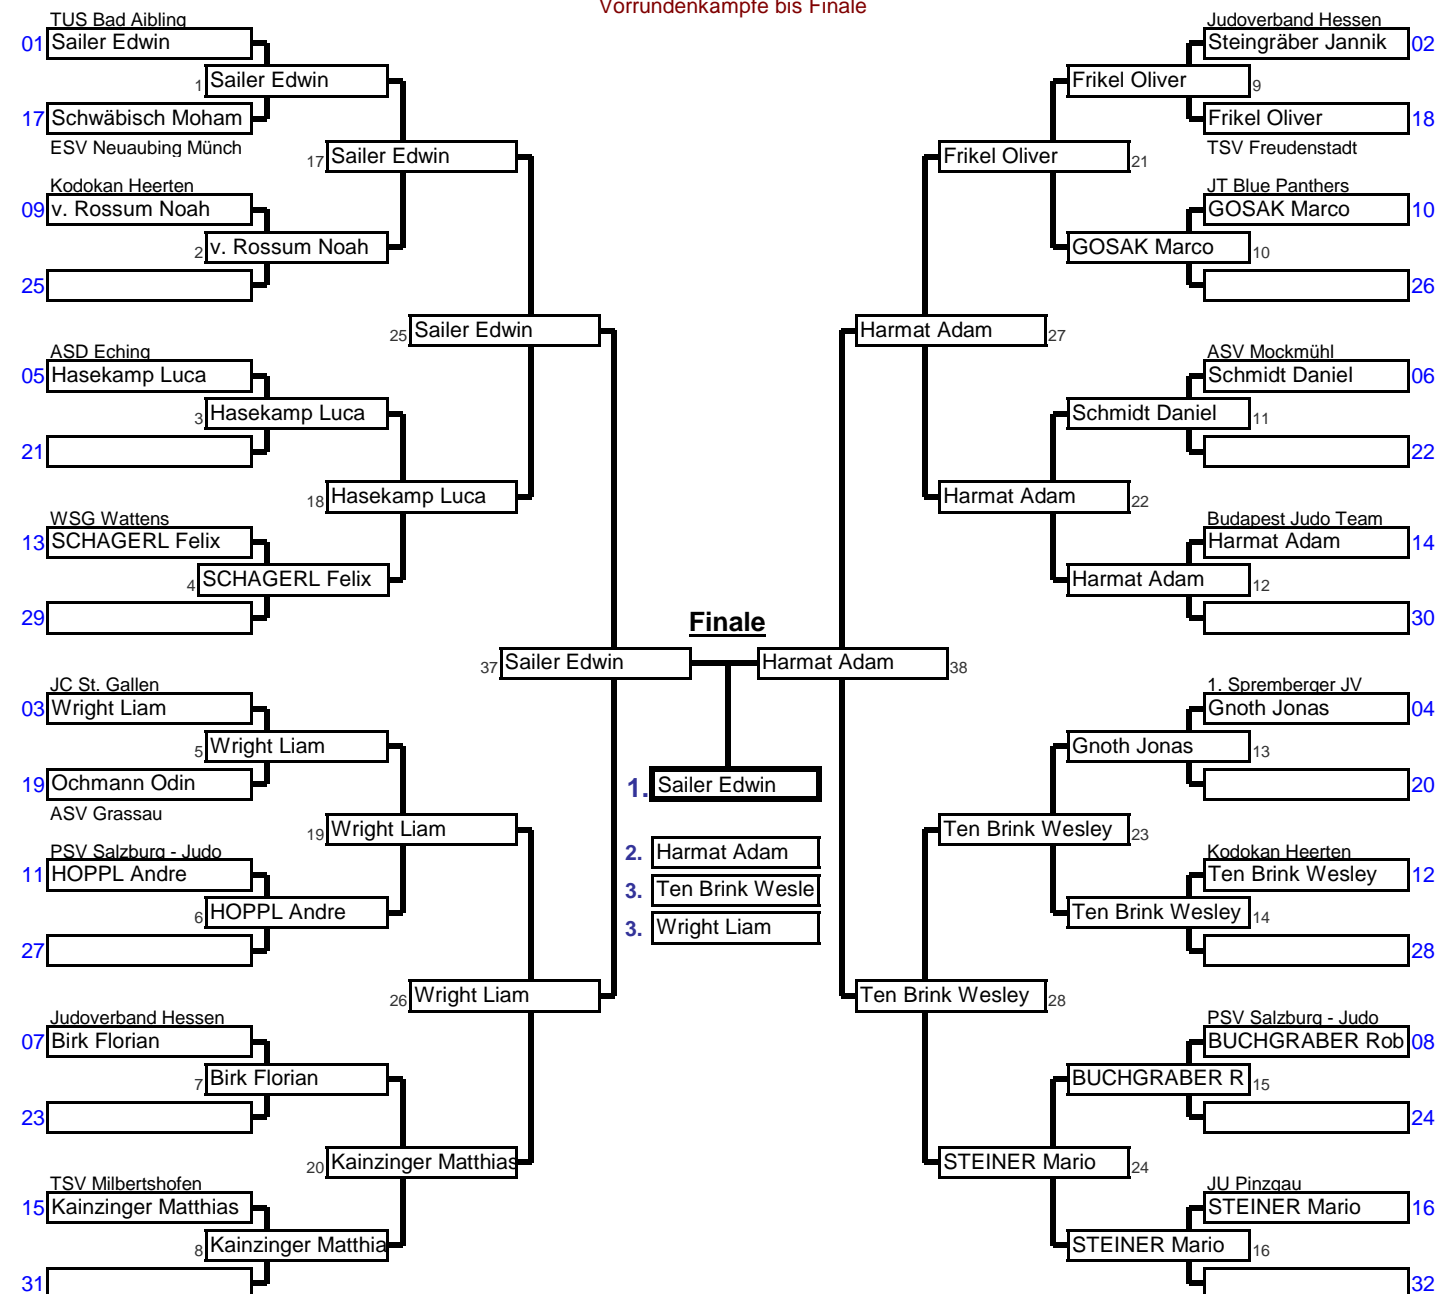 Vorrundenkämpfe bis Finale
TUS Bad Aibling
01 Sailer Edwin
1 Sailer Edwin
17 Schwäbisch Moham
ESV Neuaubing Münch
17 Sailer Edwin
Kodokan Heerten
09 v. Rossum Noah
2 v. Rossum Noah
25
25 Sailer Edwin
ASD Eching
05 Hasekamp Luca
3 Hasekamp Luca
21
18 Hasekamp Luca
WSG Wattens
13 SCHAGERL Felix
4 SCHAGERL Felix
29
37 Sailer Edwin
JC St. Gallen
03 Wright Liam
5 Wright Liam
19 Ochmann Odin
ASV Grassau
19 Wright Liam
PSV Salzburg - Judo
11 HOPPL Andre
6 HOPPL Andre
27
26 Wright Liam
Judoverband Hessen
07 Birk Florian
7 Birk Florian
23
20 Kainzinger Matthias
TSV Milbertshofen
15 Kainzinger Matthias
8 Kainzinger Matthia
31
Finale
1. Sailer Edwin
2. Harmat Adam
3. Ten Brink Wesle
3. Wright Liam
Judoverband Hessen
Steingräber Jannik 02
Frikel Oliver 9
Frikel Oliver 18
TSV Freudenstadt
Frikel Oliver 21
JT Blue Panthers
GOSAK Marco 10
GOSAK Marco 10
26
Harmat Adam 27
ASV Mockmühl
Schmidt Daniel 06
Schmidt Daniel 11
22
Harmat Adam 22
Budapest Judo Team
Harmat Adam 14
Harmat Adam 12
30
Harmat Adam 38
1. Spremberger JV
Gnoth Jonas 04
Gnoth Jonas 13
20
Ten Brink Wesley 23
Kodokan Heerten
Ten Brink Wesley 12
Ten Brink Wesley 14
28
Ten Brink Wesley 28
PSV Salzburg - Judo
BUCHGRABER Rob 08
BUCHGRABER R 15
24
STEINER Mario 24
JU Pinzgau
STEINER Mario 16
STEINER Mario 16
32